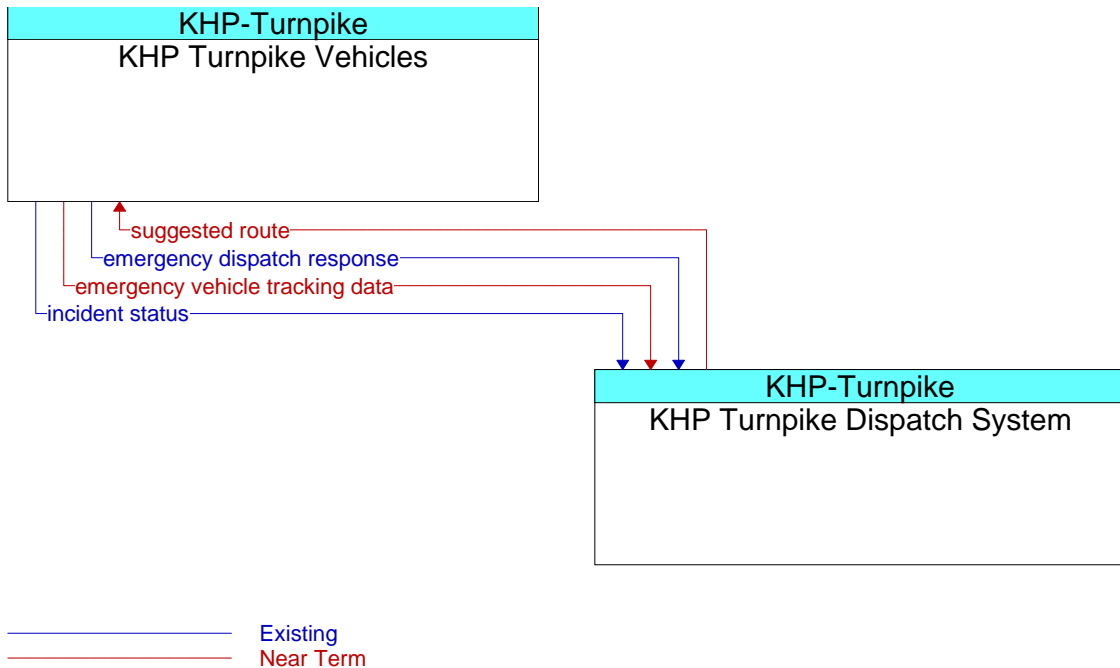 KHP-Turnpike
KHP Turnpike Vehicles
suggested route
emergency dispatch response
emergency vehicle tracking data
incident status
KHP-Turnpike
KHP Turnpike Dispatch System
Existing
Near Term